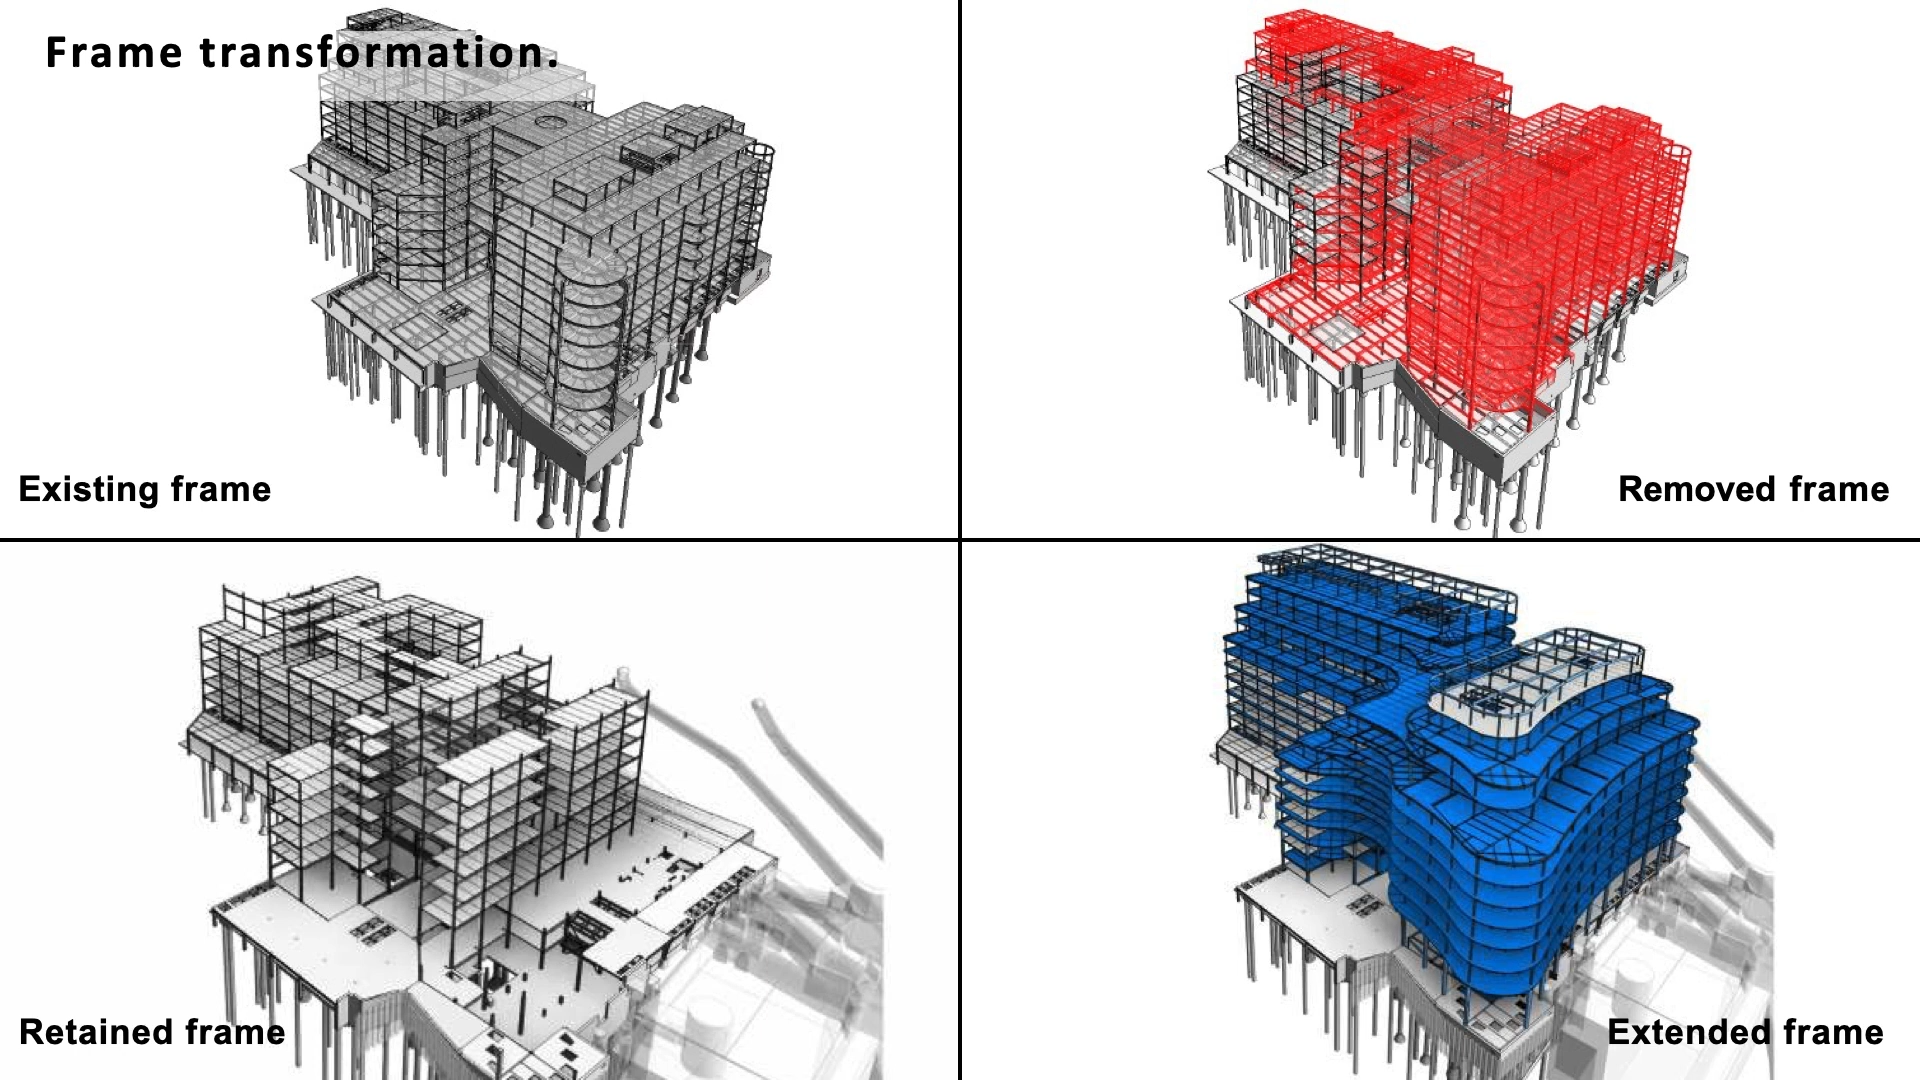 Frame transformation.
Existing frame
Removed frame
Retained frame
Extended frame